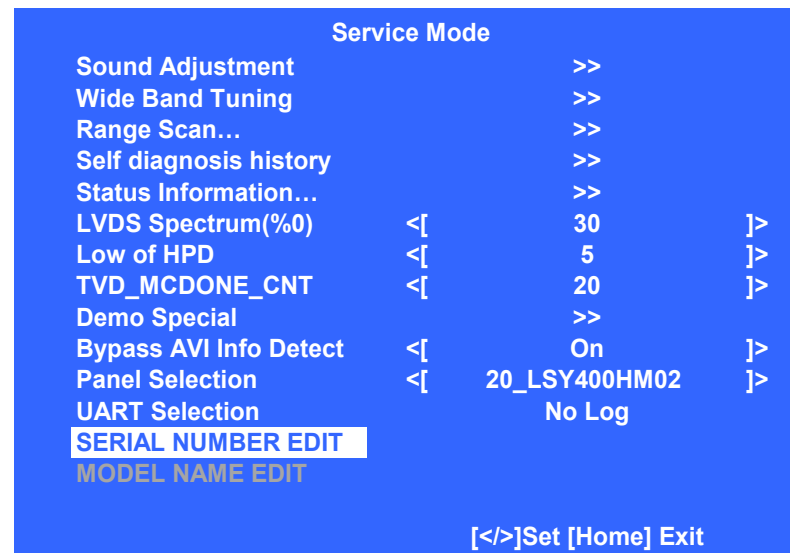 Service Mode
Sound Adjustment >>
Wide Band Tuning >>
Range Scan… >>
Self diagnosis history >>
Status Information… >>
LVDS Spectrum(%0) <[ 30 ]>
Low of HPD <[ 5 ]>
TVD_MCDONE_CNT <[ 20 ]>
Demo Special >>
Bypass AVI Info Detect <[ On ]>
Panel Selection <[ 20_LSY400HM02 ]>
UART Selection No Log
SERIAL NUMBER EDIT
MODEL NAME EDIT
[</>]Set [Home] Exit